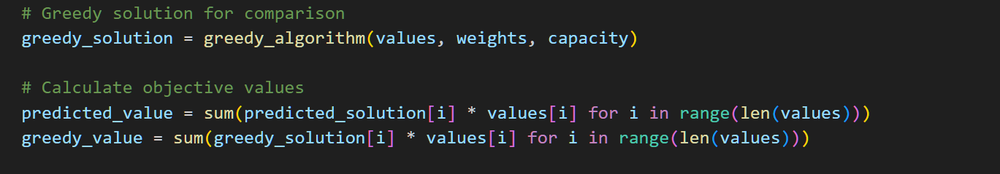 # Greedy solution for comparison
greedy_solution = greedy_algorithm(values, weights, capacity)
# Calculate objective values
predicted_value = sum(predicted_solution[i] * values[i] for i in range(len(values)))
greedy_value = sum(greedy_solution[i] * values[i] for i in range(len(values)))